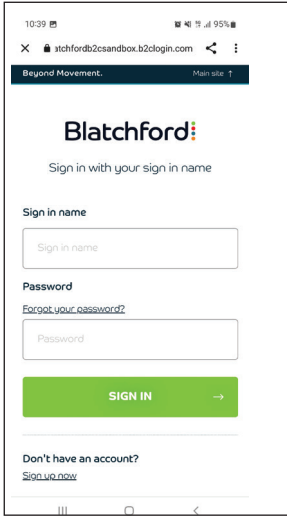 10:39
95%
atchfordb2csandbox.b2clogin.com
Beyond Movement. Main site ↑
Blatchford
Sign in with your sign in name
Sign in name
Sign in name
Password
Forgot your password?
Password
SIGN IN →
Don't have an account?
Sign up now